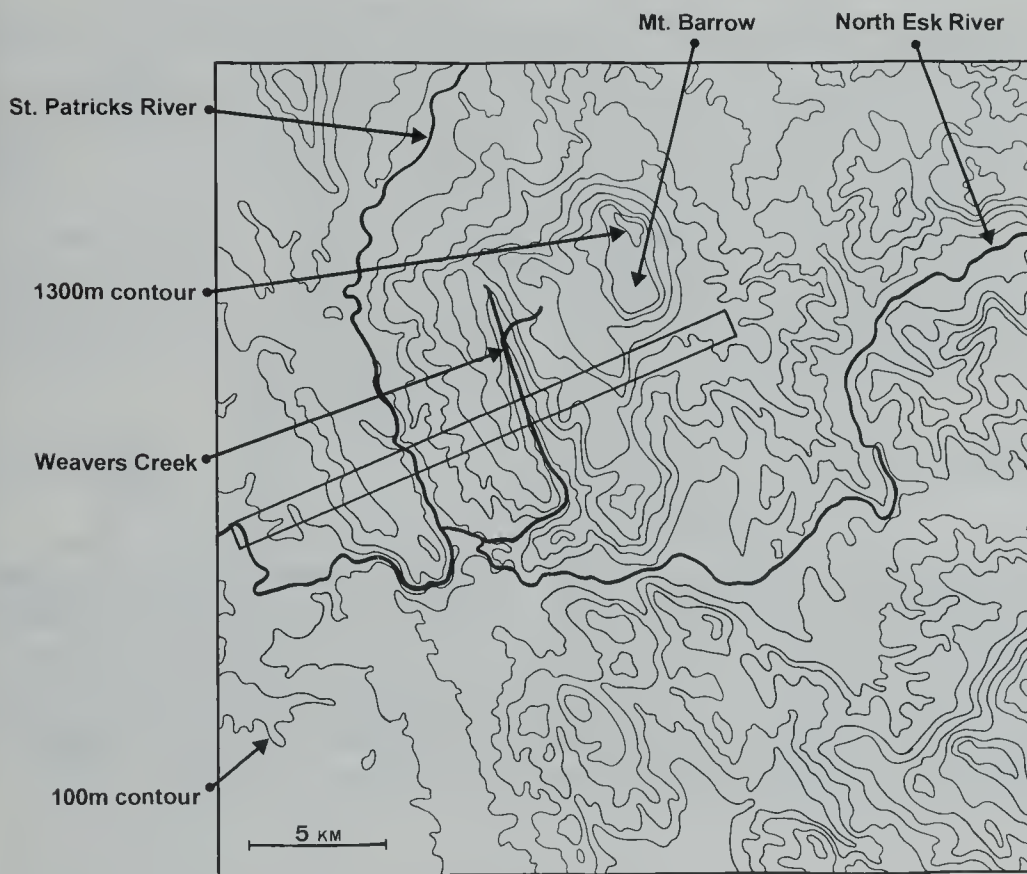 Mt. Barrow
North Esk River
St. Patricks River
1300m contour
Weavers Creek
100m contour
5 KM